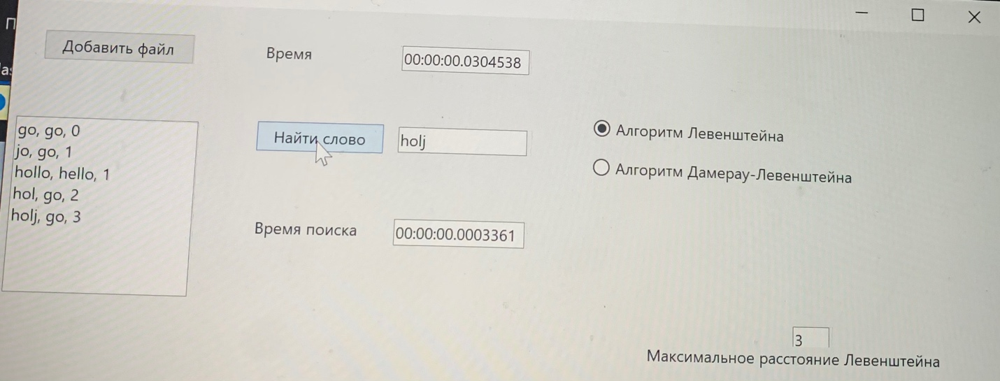 Добавить файл
Время
00:00:00.0304538
go, go, 0
jo, go, 1
hollo, hello, 1
hol, go, 2
holj, go, 3
Найти слово
holj
Алгоритм Левенштейна
Алгоритм Дамерау-Левенштейна
Время поиска
00:00:00.0003361
3
Максимальное расстояние Левенштейна